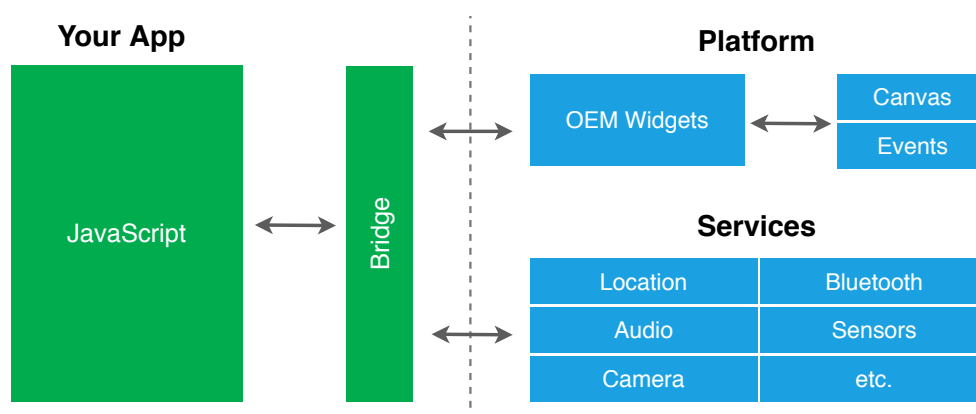 Your App
JavaScript
Bridge
Platform
OEM Widgets
Canvas
Events
Services
Location
Bluetooth
Audio
Sensors
Camera
etc.